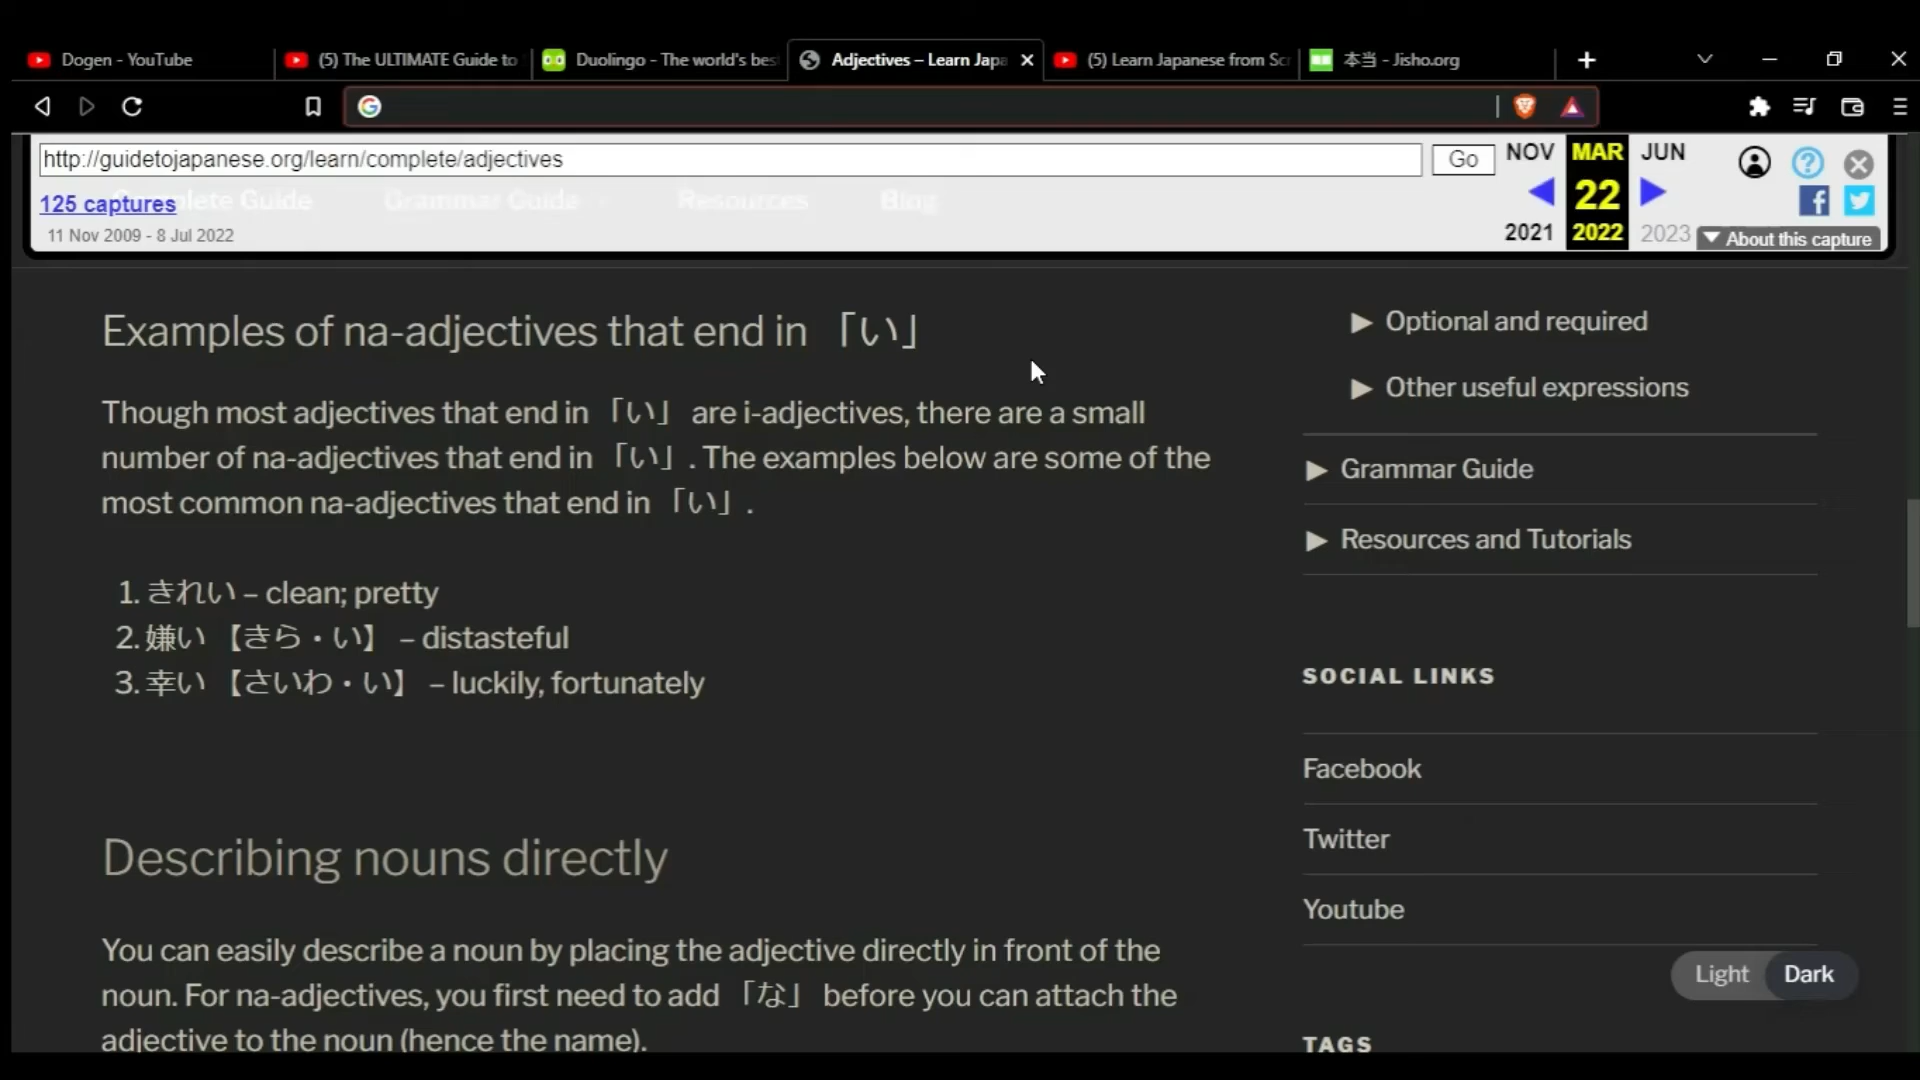 Dogen - YouTube
(5) The ULTIMATE Guide to
Duolingo - The world's bes
Adjectives – Learn Japa
(5) Learn Japanese from Scr
本当 - Jisho.org
http://guidetojapanese.org/learn/complete/adjectives
Go
NOV
MAR
JUN
125 captures
Complete Guide
Grammar Guide
Resources
Blog
22
11 Nov 2009 - 8 Jul 2022
2021
2022
2023
About this capture
Examples of na-adjectives that end in 「い」
Though most adjectives that end in 「い」 are i-adjectives, there are a small
number of na-adjectives that end in 「い」. The examples below are some of the
most common na-adjectives that end in 「い」.
1. きれい – clean; pretty
2. 嫌い 【きら・い】 – distasteful
3. 幸い 【さいわ・い】 – luckily, fortunately
Describing nouns directly
You can easily describe a noun by placing the adjective directly in front of the
noun. For na-adjectives, you first need to add 「な」 before you can attach the
adjective to the noun (hence the name).
Optional and required
Other useful expressions
Grammar Guide
Resources and Tutorials
SOCIAL LINKS
Facebook
Twitter
Youtube
Light
Dark
TAGS